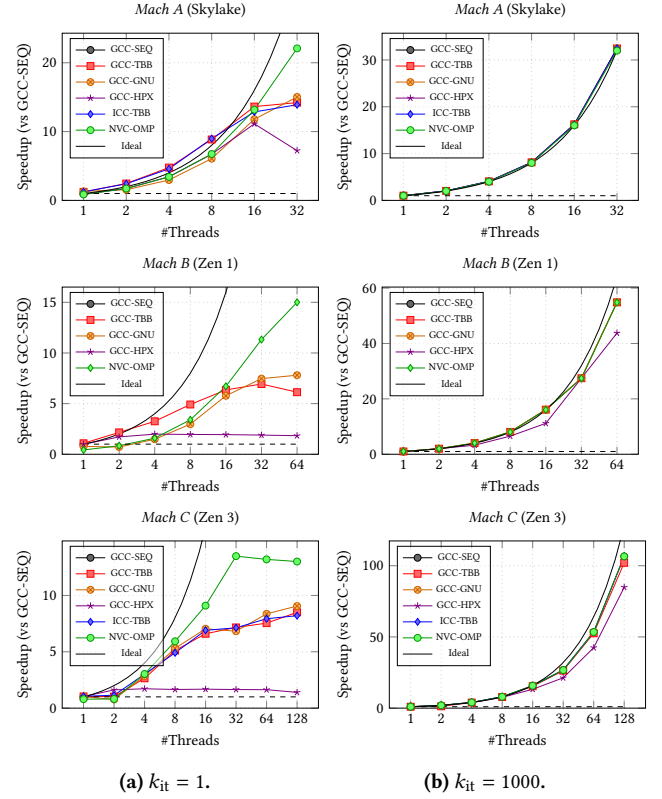 Mach A (Skylake)
Speedup (vs GCC-SEQ)
20
10
0
GCC-SEQ
GCC-TBB
GCC-GNU
GCC-HPX
ICC-TBB
NVC-OMP
Ideal
1 2 4 8 16 32
#Threads
Mach A (Skylake)
Speedup (vs GCC-SEQ)
30
20
10
0
GCC-SEQ
GCC-TBB
GCC-GNU
GCC-HPX
ICC-TBB
NVC-OMP
Ideal
1 2 4 8 16 32
#Threads
Mach B (Zen 1)
Speedup (vs GCC-SEQ)
15
10
5
0
GCC-SEQ
GCC-TBB
GCC-GNU
GCC-HPX
NVC-OMP
Ideal
1 2 4 8 16 32 64
#Threads
Mach B (Zen 1)
Speedup (vs GCC-SEQ)
60
40
20
0
GCC-SEQ
GCC-TBB
GCC-GNU
GCC-HPX
NVC-OMP
Ideal
1 2 4 8 16 32 64
#Threads
Mach C (Zen 3)
Speedup (vs GCC-SEQ)
10
5
0
GCC-SEQ
GCC-TBB
GCC-GNU
GCC-HPX
ICC-TBB
NVC-OMP
Ideal
1 2 4 8 16 32 64 128
#Threads
Mach C (Zen 3)
Speedup (vs GCC-SEQ)
100
50
0
GCC-SEQ
GCC-TBB
GCC-GNU
GCC-HPX
ICC-TBB
NVC-OMP
Ideal
1 2 4 8 16 32 64 128
#Threads
(a) k_it = 1.
(b) k_it = 1000.